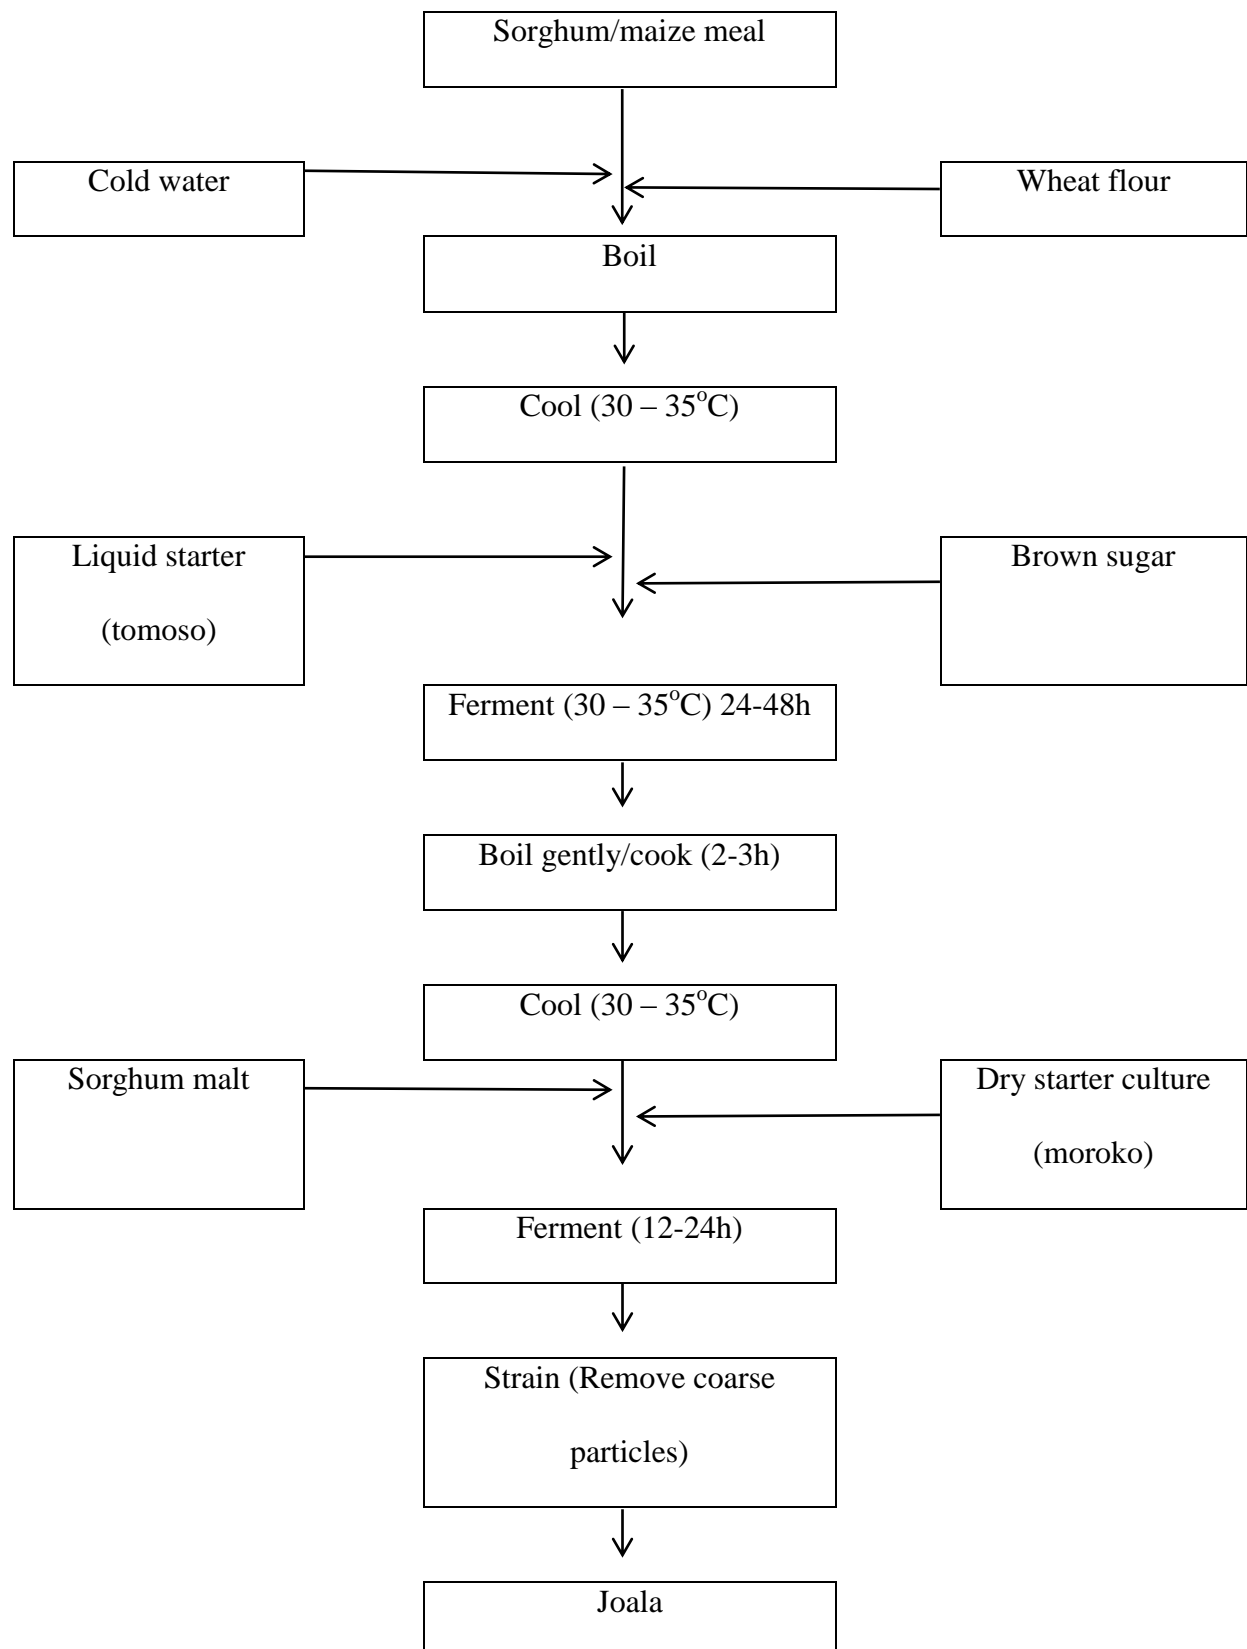 Sorghum/maize meal
Cold water
Wheat flour
Boil
Cool (30 – 35°C)
Liquid starter
(tomoso)
Brown sugar
Ferment (30 – 35°C) 24-48h
Boil gently/cook (2-3h)
Cool (30 – 35°C)
Sorghum malt
Dry starter culture
(moroko)
Ferment (12-24h)
Strain (Remove coarse
particles)
Joala